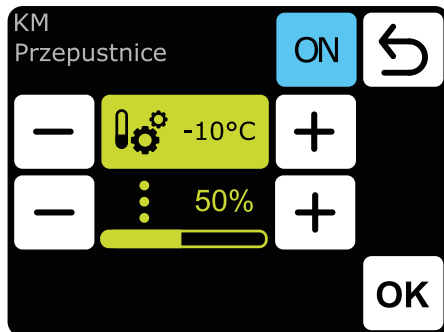 KM
Przepustnice
ON
− -10°C +
− 50% +
OK